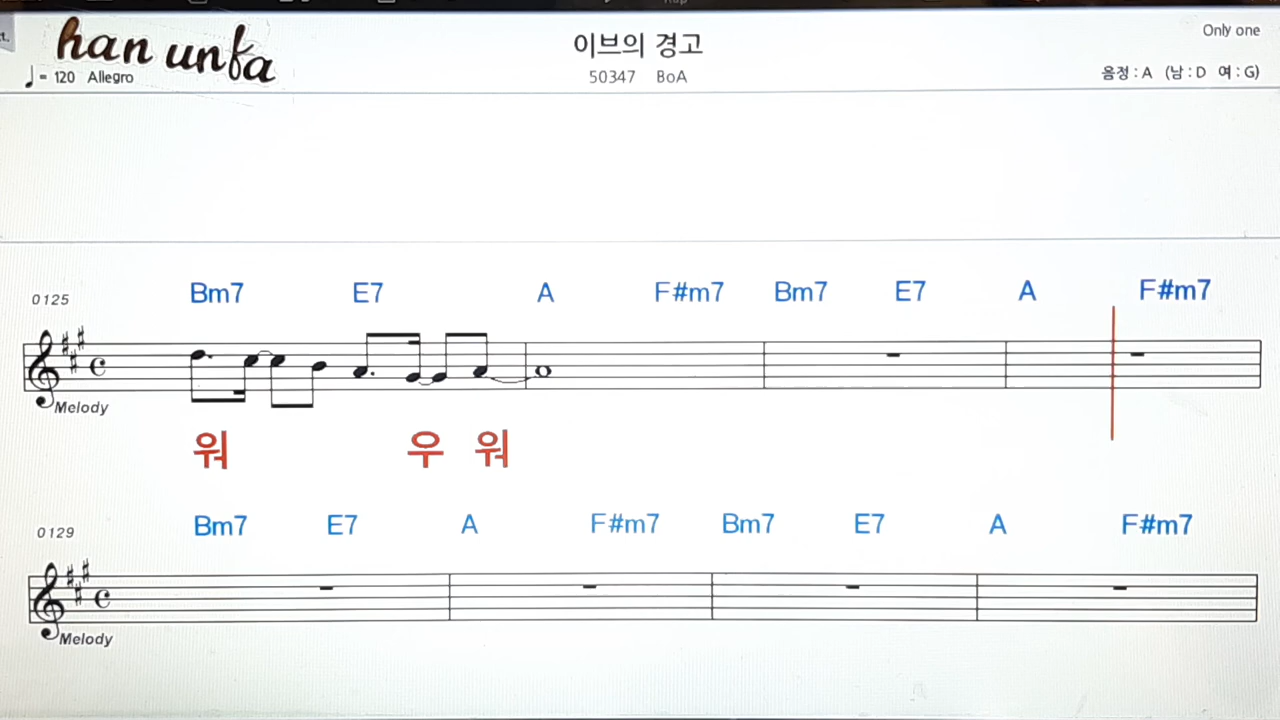 han unfa
이브의 경고
Only one
= 120 Allegro
50347 BoA
음정 : A (남 : D 여 : G)
0125
Bm7 E7 A F#m7 Bm7 E7 A F#m7
Melody
워 우 워
0129
Bm7 E7 A F#m7 Bm7 E7 A F#m7
Melody